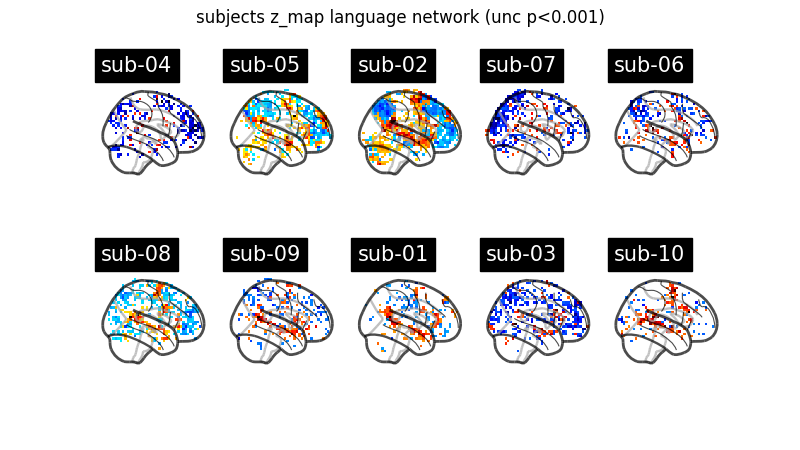 subjects z_map language network (unc p<0.001)
sub-04 sub-05 sub-02 sub-07 sub-06
sub-08 sub-09 sub-01 sub-03 sub-10